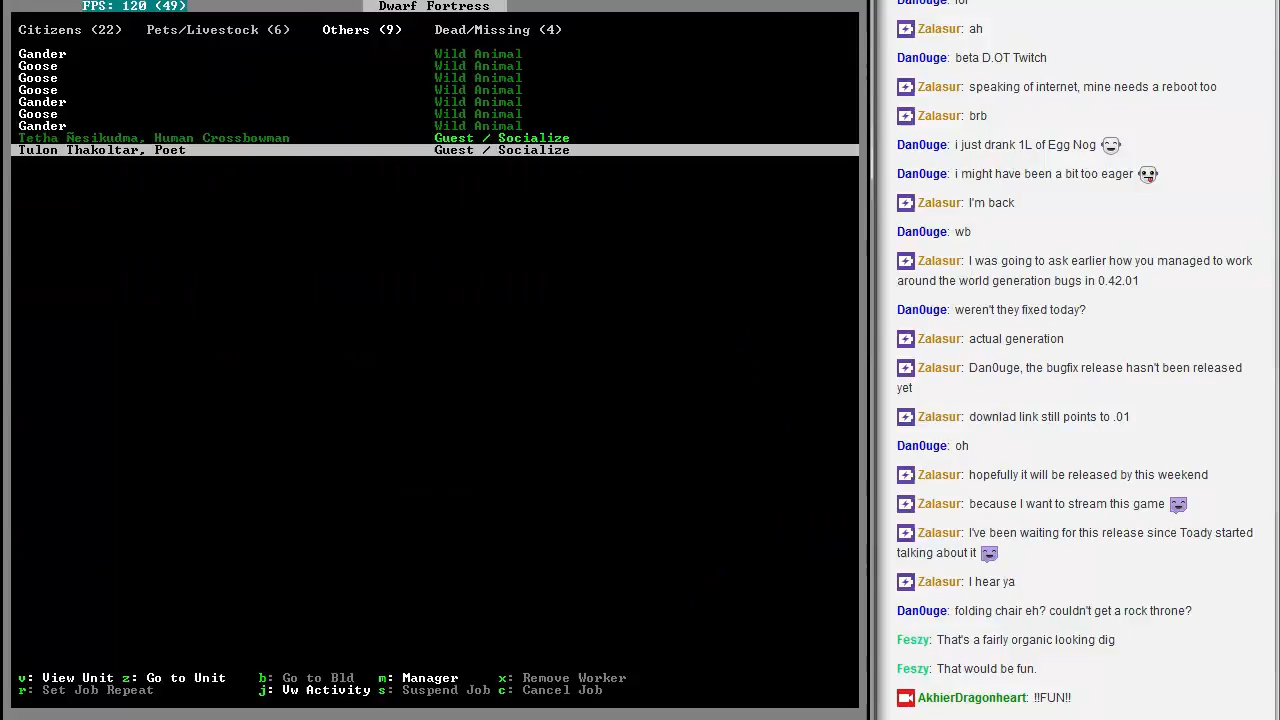 FPS: 120 (49) Dwarf Fortress
Citizens (22) Pets/Livestock (6) Others (9) Dead/Missing (4)
Gander Wild Animal
Goose Wild Animal
Goose Wild Animal
Goose Wild Animal
Gander Wild Animal
Goose Wild Animal
Gander Wild Animal
Tetha Ñesikudma, Human Crossbowman Guest / Socialize
Tulon Thakoltar, Poet Guest / Socialize
v: View Unit z: Go to Unit b: Go to Bld m: Manager x: Remove Worker
r: Set Job Repeat j: Vw Activity s: Suspend Job c: Cancel Job
Dan0uge: lol
Zalasur: ah
Dan0uge: beta D.OT Twitch
Zalasur: speaking of internet, mine needs a reboot too
Zalasur: brb
Dan0uge: i just drank 1L of Egg Nog
Dan0uge: i might have been a bit too eager
Zalasur: I'm back
Dan0uge: wb
Zalasur: I was going to ask earlier how you managed to work
around the world generation bugs in 0.42.01
Dan0uge: weren't they fixed today?
Zalasur: actual generation
Zalasur: Dan0uge, the bugfix release hasn't been released
yet
Zalasur: downlad link still points to .01
Dan0uge: oh
Zalasur: hopefully it will be released by this weekend
Zalasur: because I want to stream this game
Zalasur: I've been waiting for this release since Toady started
talking about it
Zalasur: I hear ya
Dan0uge: folding chair eh? couldn't get a rock throne?
Feszy: That's a fairly organic looking dig
Feszy: That would be fun.
AkhierDragonheart: !!FUN!!